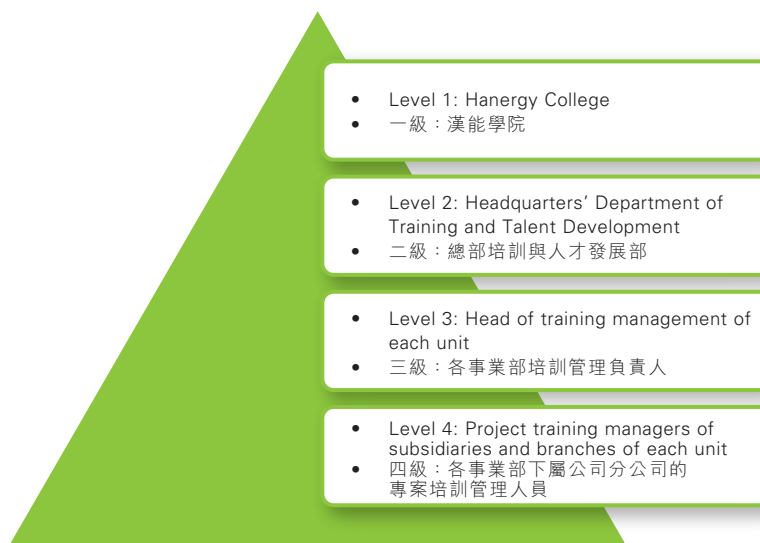 • Level 1: Hanergy College
• 一級：漢能學院
• Level 2: Headquarters’ Department of
Training and Talent Development
• 二級：總部培訓與人才發展部
• Level 3: Head of training management of
each unit
• 三級：各事業部培訓管理負責人
• Level 4: Project training managers of
subsidiaries and branches of each unit
• 四級：各事業部下屬公司分公司的
專案培訓管理人員